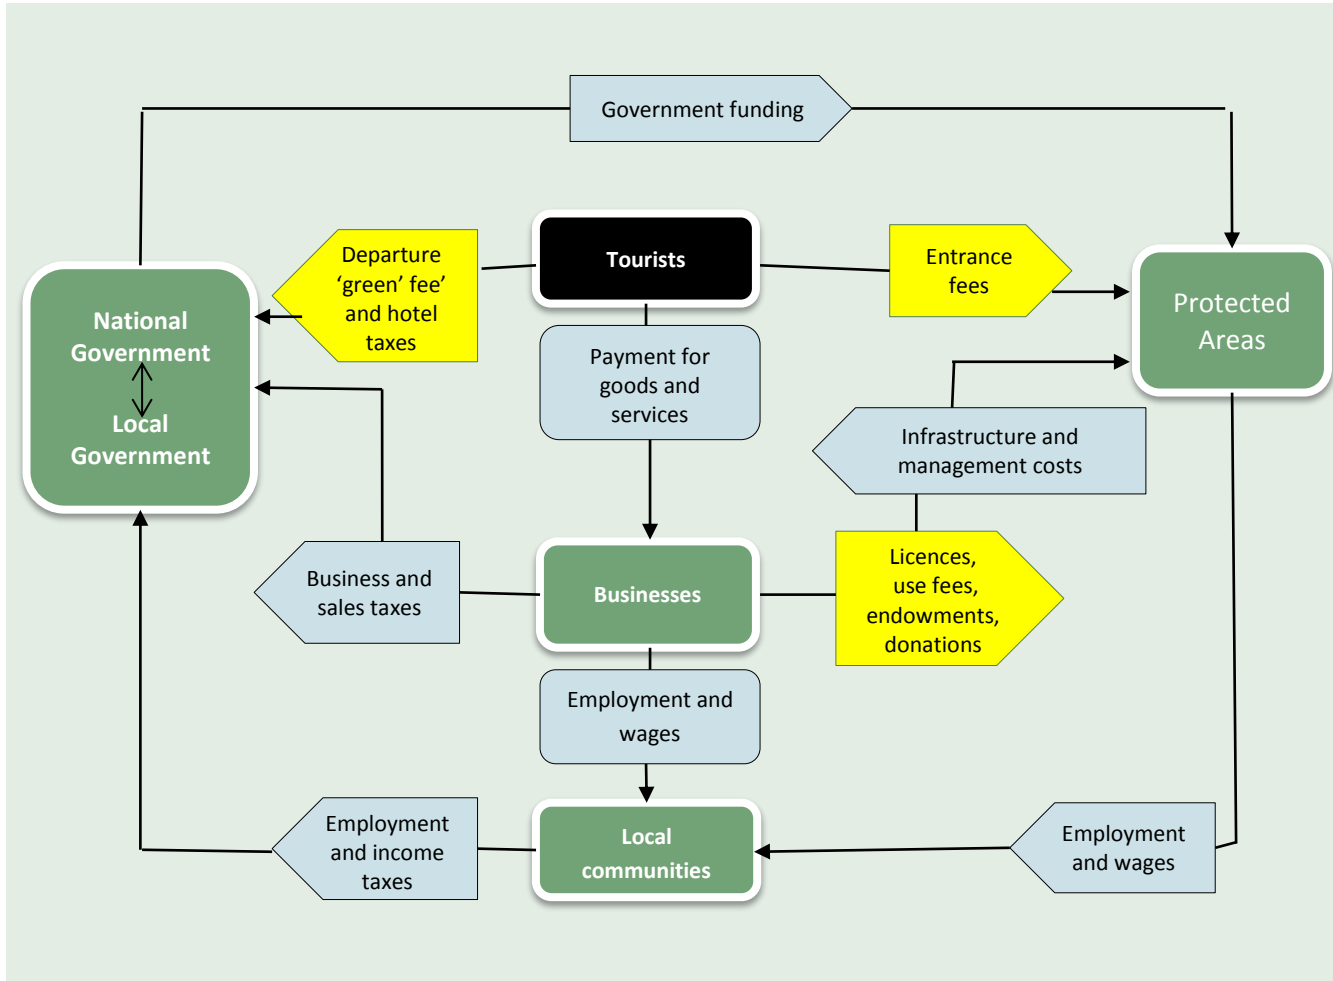 Government funding
Departure
‘green’ fee’
and hotel
taxes
Tourists
Entrance
fees
National
Government
Local
Government
Protected
Areas
Payment for
goods and
services
Infrastructure and
management costs
Business and
sales taxes
Businesses
Licences,
use fees,
endowments,
donations
Employment and
wages
Employment
and income
taxes
Local
communities
Employment
and wages